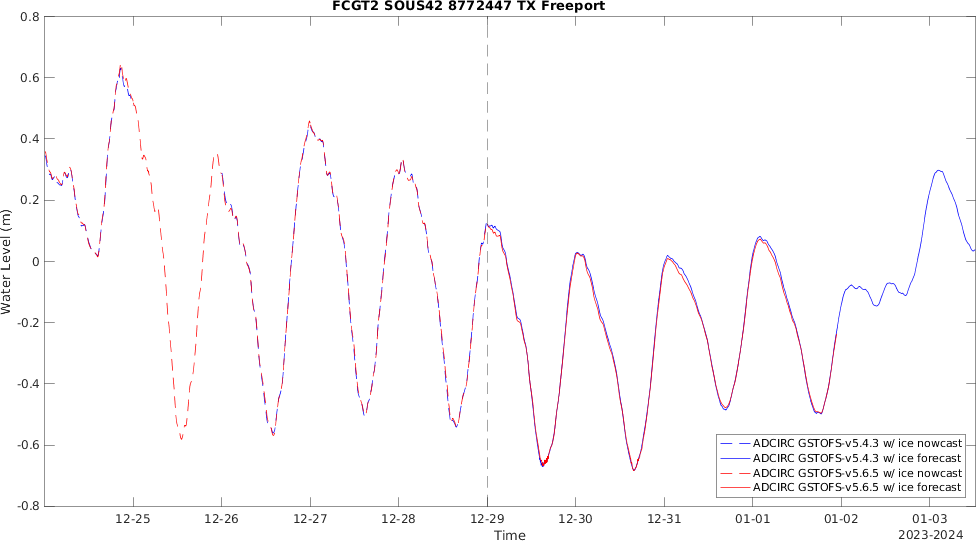 FCGT2 SOUS42 8772447 TX Freeport
0.8
0.6
0.4
0.2
0
-0.2
-0.4
-0.6
-0.8
Water Level (m)
12-25 12-26 12-27 12-28 12-29 12-30 12-31 01-01 01-02 01-03
Time
2023-2024
ADCIRC GSTOFS-v5.4.3 w/ ice nowcast
ADCIRC GSTOFS-v5.4.3 w/ ice forecast
ADCIRC GSTOFS-v5.6.5 w/ ice nowcast
ADCIRC GSTOFS-v5.6.5 w/ ice forecast